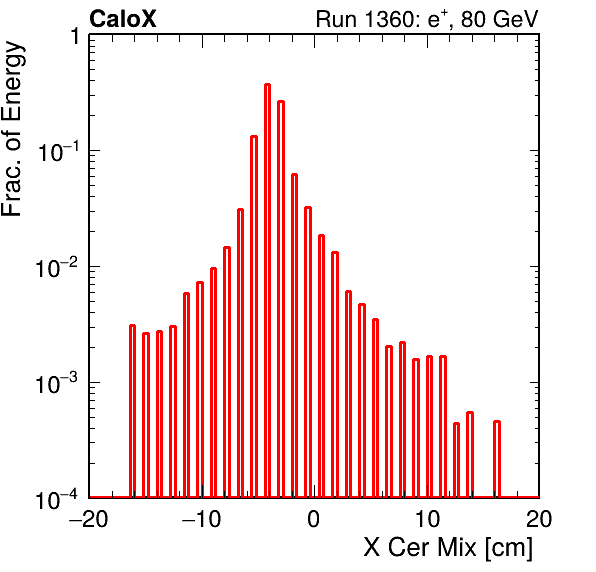 CaloX Run 1360: e⁺, 80 GeV
Frac. of Energy
1
10⁻¹
10⁻²
10⁻³
10⁻⁴
−20 −10 0 10 20
X Cer Mix [cm]